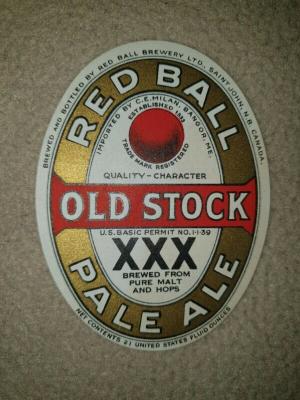 BREWED AND BOTTLED BY RED BALL BREWERY LTD., SAINT JOHN, N.B. CANADA.
RED BALL
IMPORTED BY C.E. MILAN, BANGOR, ME.
ESTABLISHED
TRADE MARK REGISTERED
QUALITY-CHARACTER
OLD STOCK
U.S. BASIC PERMIT NO. I-I-39
XXX
BREWED FROM
PURE MALT
AND HOPS
PALE ALE
NET CONTENTS 21 UNITED STATES FLUID OUNCES